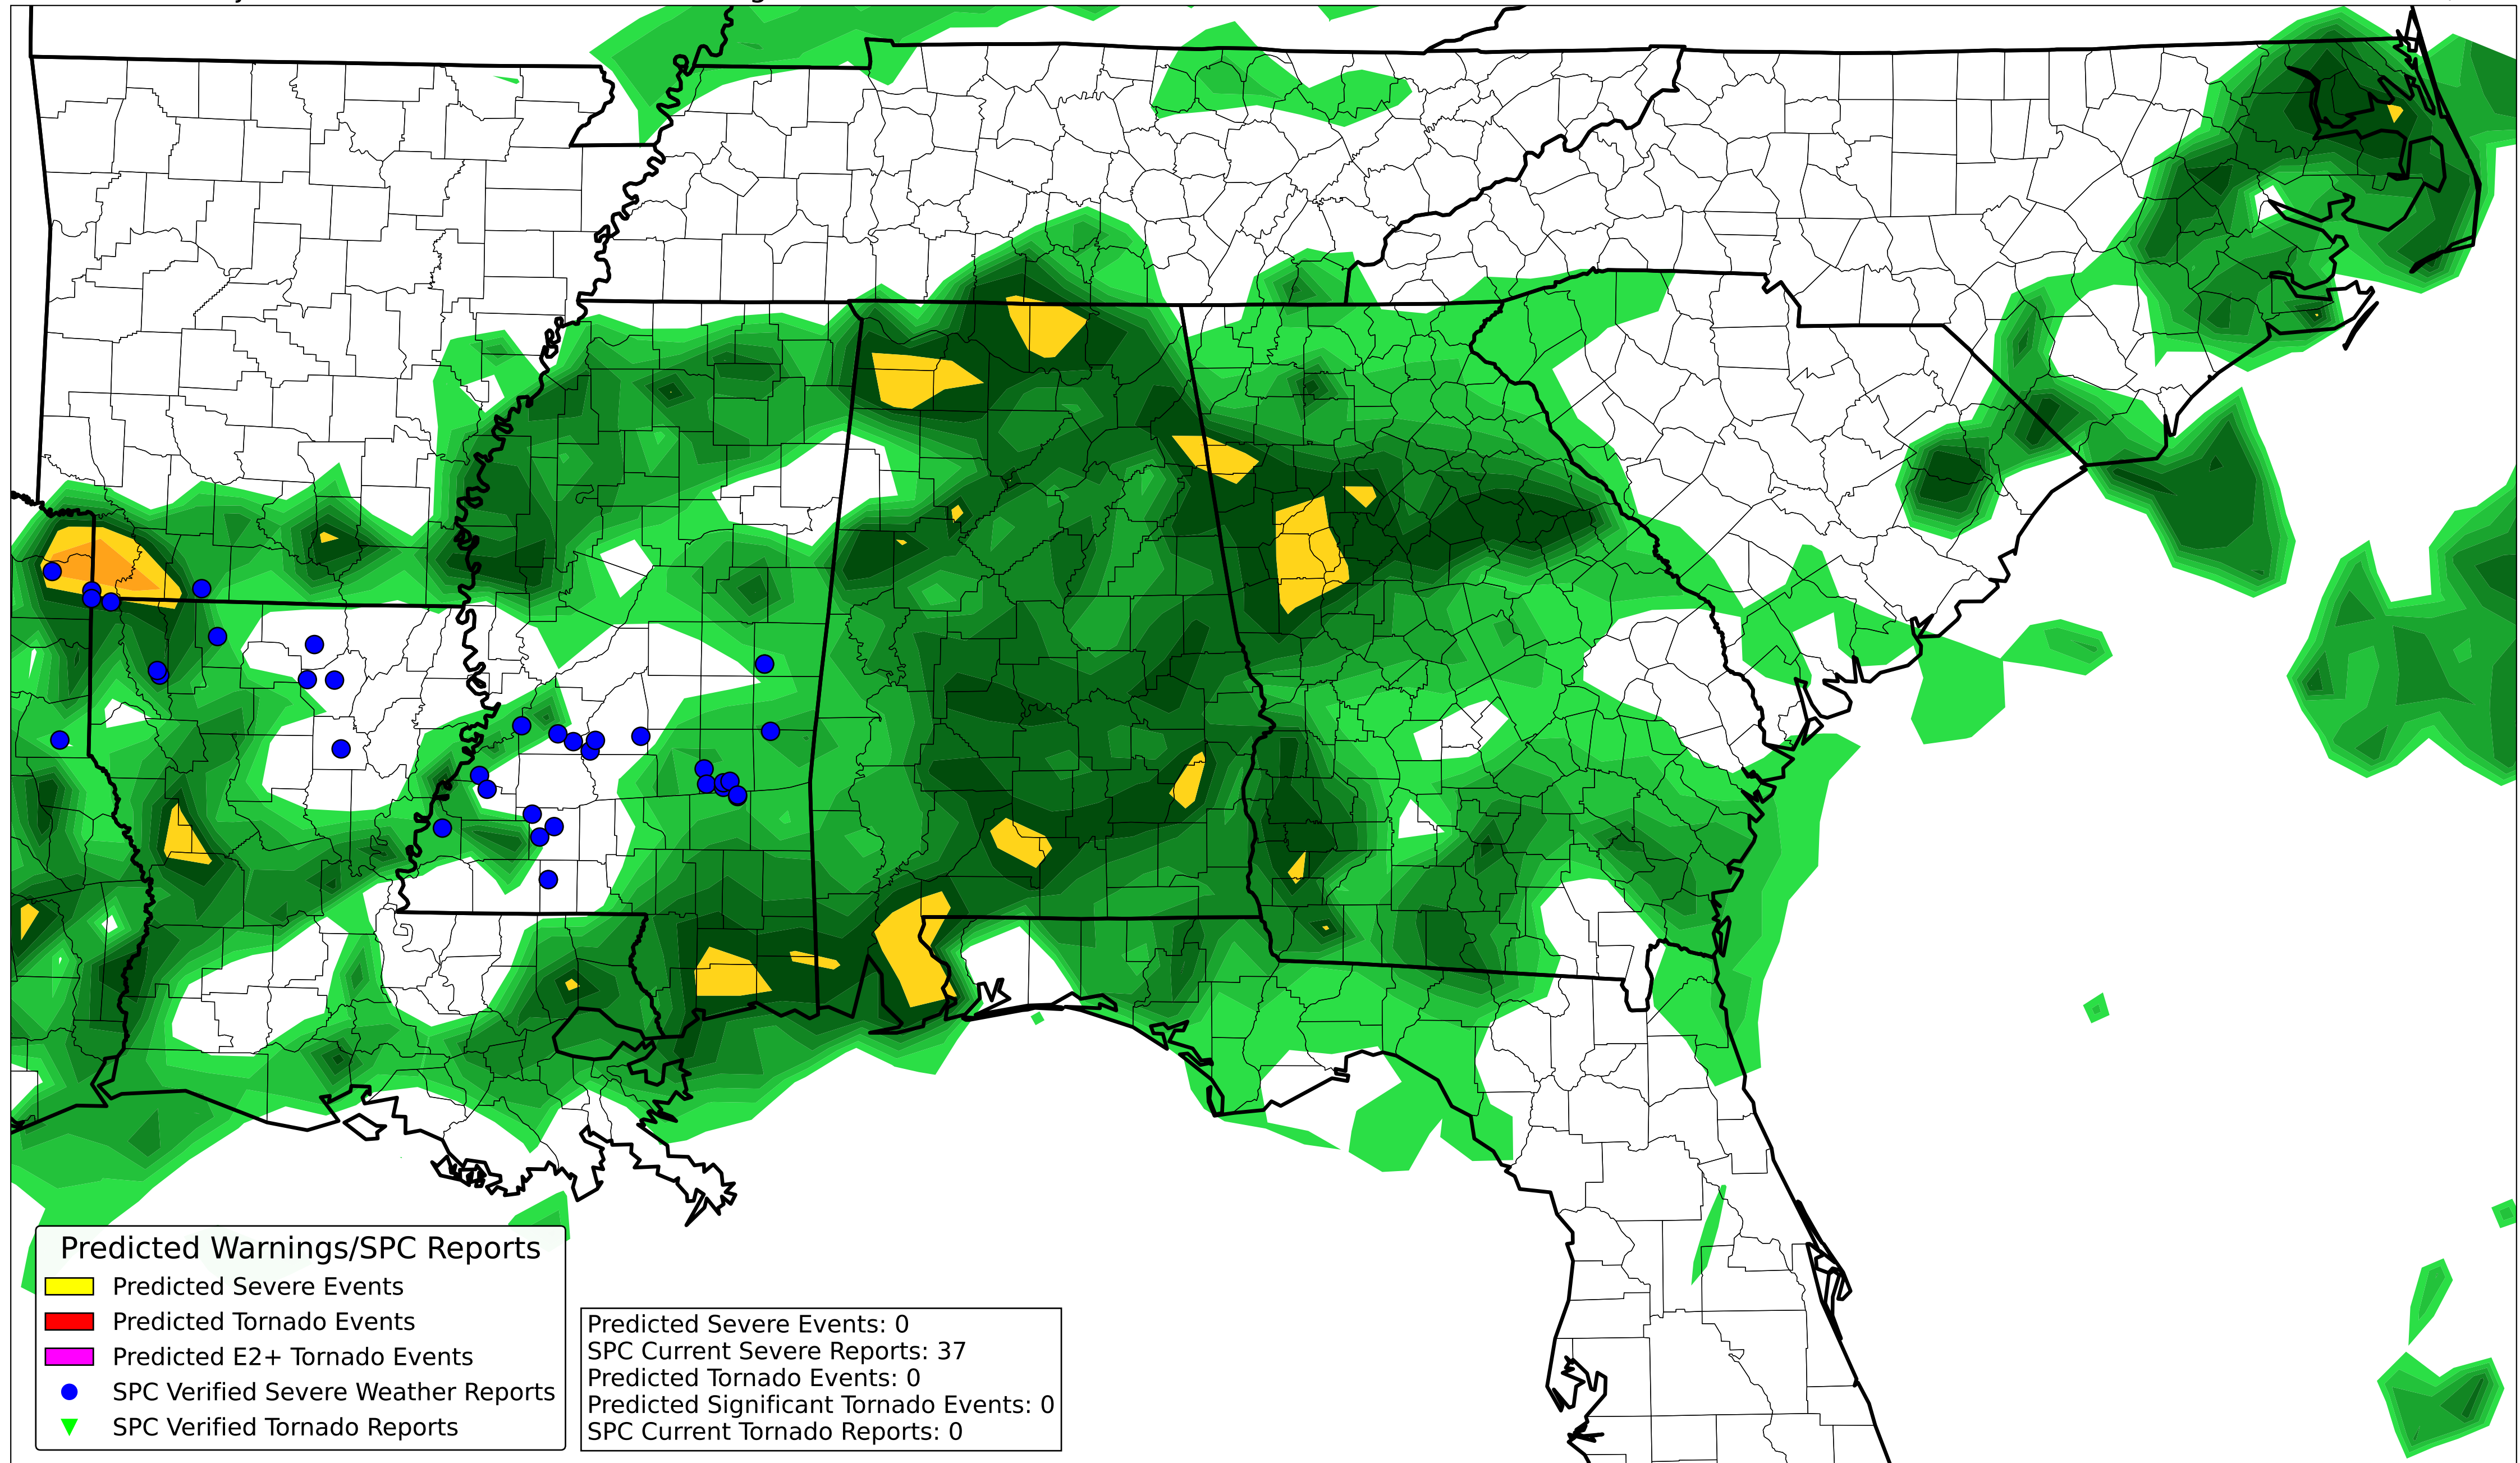 Predicted Warnings/SPC Reports
Predicted Severe Events
Predicted Tornado Events
Predicted E2+ Tornado Events
SPC Verified Severe Weather Reports
SPC Verified Tornado Reports
Predicted Severe Events: 0
SPC Current Severe Reports: 37
Predicted Tornado Events: 0
Predicted Significant Tornado Events: 0
SPC Current Tornado Reports: 0